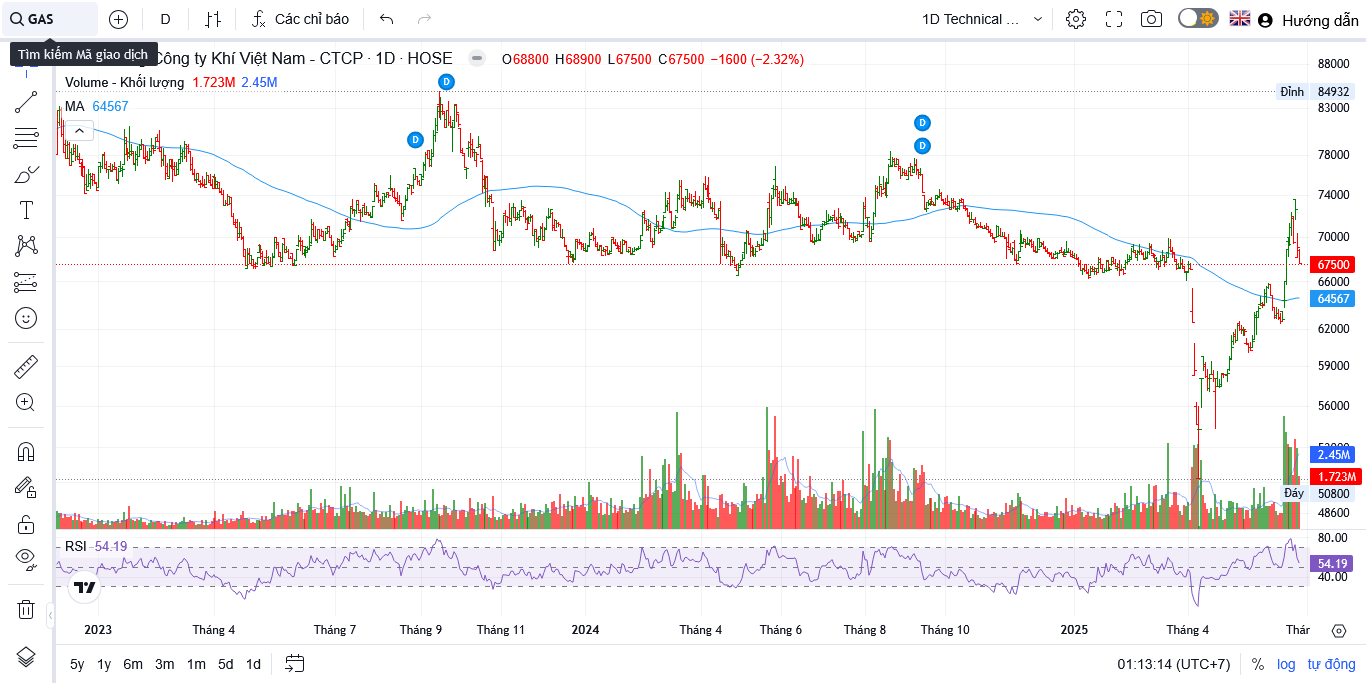 GAS
D
Các chỉ báo
1D Technical ...
Hướng dẫn
Tìm kiếm Mã giao dịch
Công ty Khí Việt Nam - CTCP · 1D · HOSE
O68800 H68900 L67500 C67500 −1600 (−2.32%)
Volume - Khối lượng 1.723M 2.45M
MA 64567
D
D
D
D
88000
Đỉnh 84932
83000
78000
74000
70000
67500
66000
64567
62000
59000
56000
2.45M
1.723M
Đáy 50800
48600
RSI 54.19
80.00
54.19
40.00
2023 Tháng 4 Tháng 7 Tháng 9 Tháng 11 2024 Tháng 4 Tháng 6 Tháng 8 Tháng 10 2025 Tháng 4 Thár
5y 1y 6m 3m 1m 5d 1d
01:13:14 (UTC+7) % log tự động